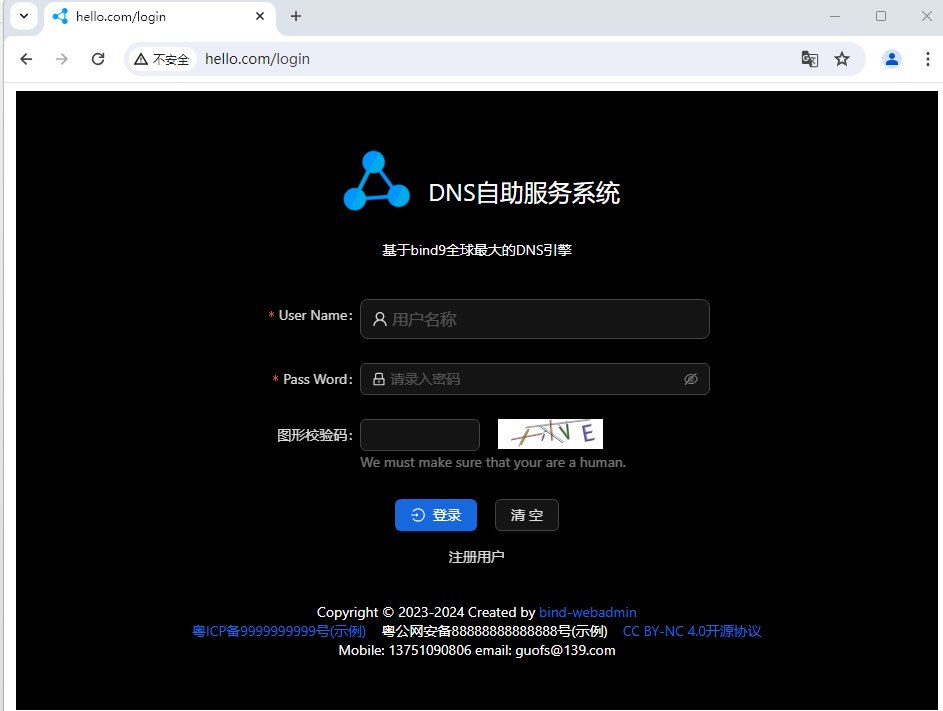 hello.com/login
不安全 hello.com/login
DNS自助服务系统
基于bind9全球最大的DNS引擎
* User Name: 用户名称
* Pass Word: 请录入密码
图形校验码:
We must make sure that your are a human.
登录 清 空
注册用户
Copyright © 2023-2024 Created by bind-webadmin
粤ICP备9999999999号(示例) 粤公网安备88888888888888号(示例) CC BY-NC 4.0开源协议
Mobile: 13751090806 email: guofs@139.com